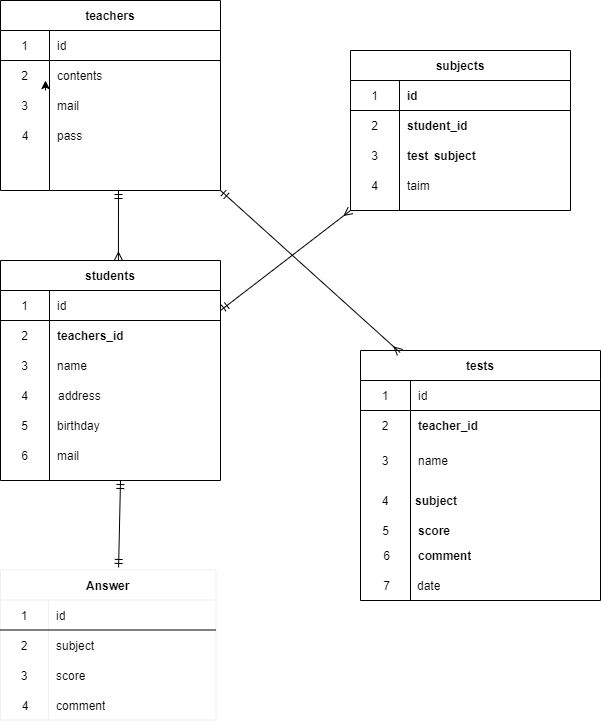 teachers
1 id
2 contents
3 mail
4 pass
subjects
1 id
2 student_id
3 test subject
4 taim
students
1 id
2 teachers_id
3 name
4 address
5 birthday
6 mail
tests
1 id
2 teacher_id
3 name
4 subject
5 score
6 comment
7 date
Answer
1 id
2 subject
3 score
4 comment